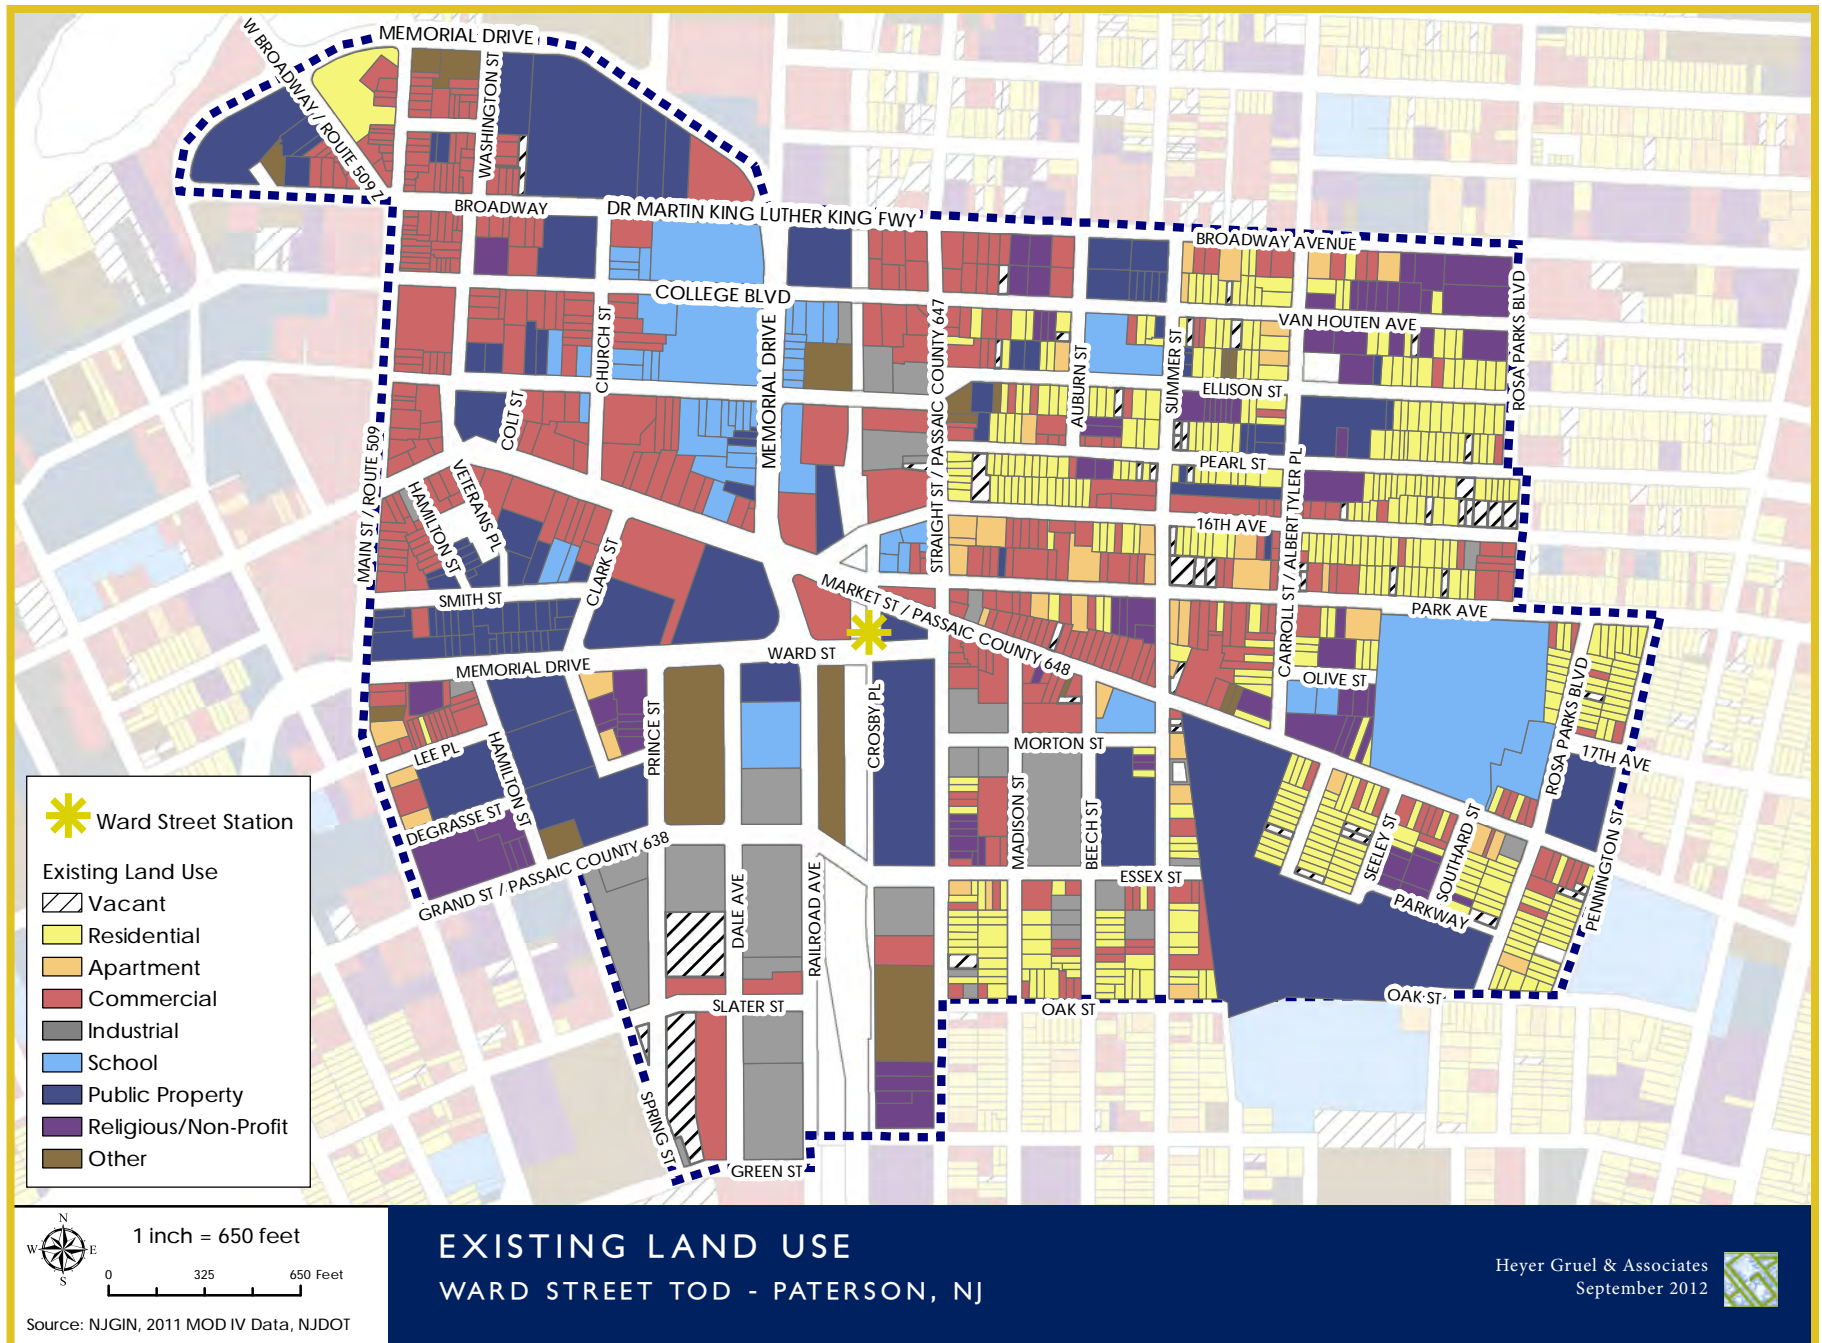 W BROADWAY / ROUTE 509 Z
MEMORIAL DRIVE
WASHINGTON ST
BROADWAY
DR MARTIN KING LUTHER KING FWY
BROADWAY AVENUE
ROSA PARKS BLVD
COLLEGE BLVD
VAN HOUTEN AVE
CHURCH ST
MEMORIAL DRIVE
STRAIGHT ST / PASSAIC COUNTY 647
AUBURN ST
SUMMER ST
ELLISON ST
ROSA PARKS BLVD
COLT ST
PEARL ST
MAIN ST / ROUTE 509
HAMILTON ST
VETERANS PL
16TH AVE
CARROLL ST / ALBERT TYLER PL
CLARK ST
SMITH ST
MARKET ST / PASSAIC COUNTY 648
PARK AVE
WARD ST
MEMORIAL DRIVE
OLIVE ST
ROSA PARKS BLVD
LEE PL
HAMILTON ST
PRINCE ST
CROSBY PL
MORTON ST
17TH AVE
DEGRASSE ST
MADISON ST
BEECH ST
SEELEY ST
SOUTHARD ST
PENNINGTON ST
GRAND ST / PASSAIC COUNTY 638
ESSEX ST
PARKWAY
DALE AVE
RAILROAD AVE
SLATER ST
OAK ST
OAK ST
SPRING ST
GREEN ST
Ward Street Station
Existing Land Use
Vacant
Residential
Apartment
Commercial
Industrial
School
Public Property
Religious/Non-Profit
Other
N
W E
S
1 inch = 650 feet
0 325 650 Feet
Source: NJGIN, 2011 MOD IV Data, NJDOT
EXISTING LAND USE
WARD STREET TOD - PATERSON, NJ
Heyer Gruel & Associates
September 2012